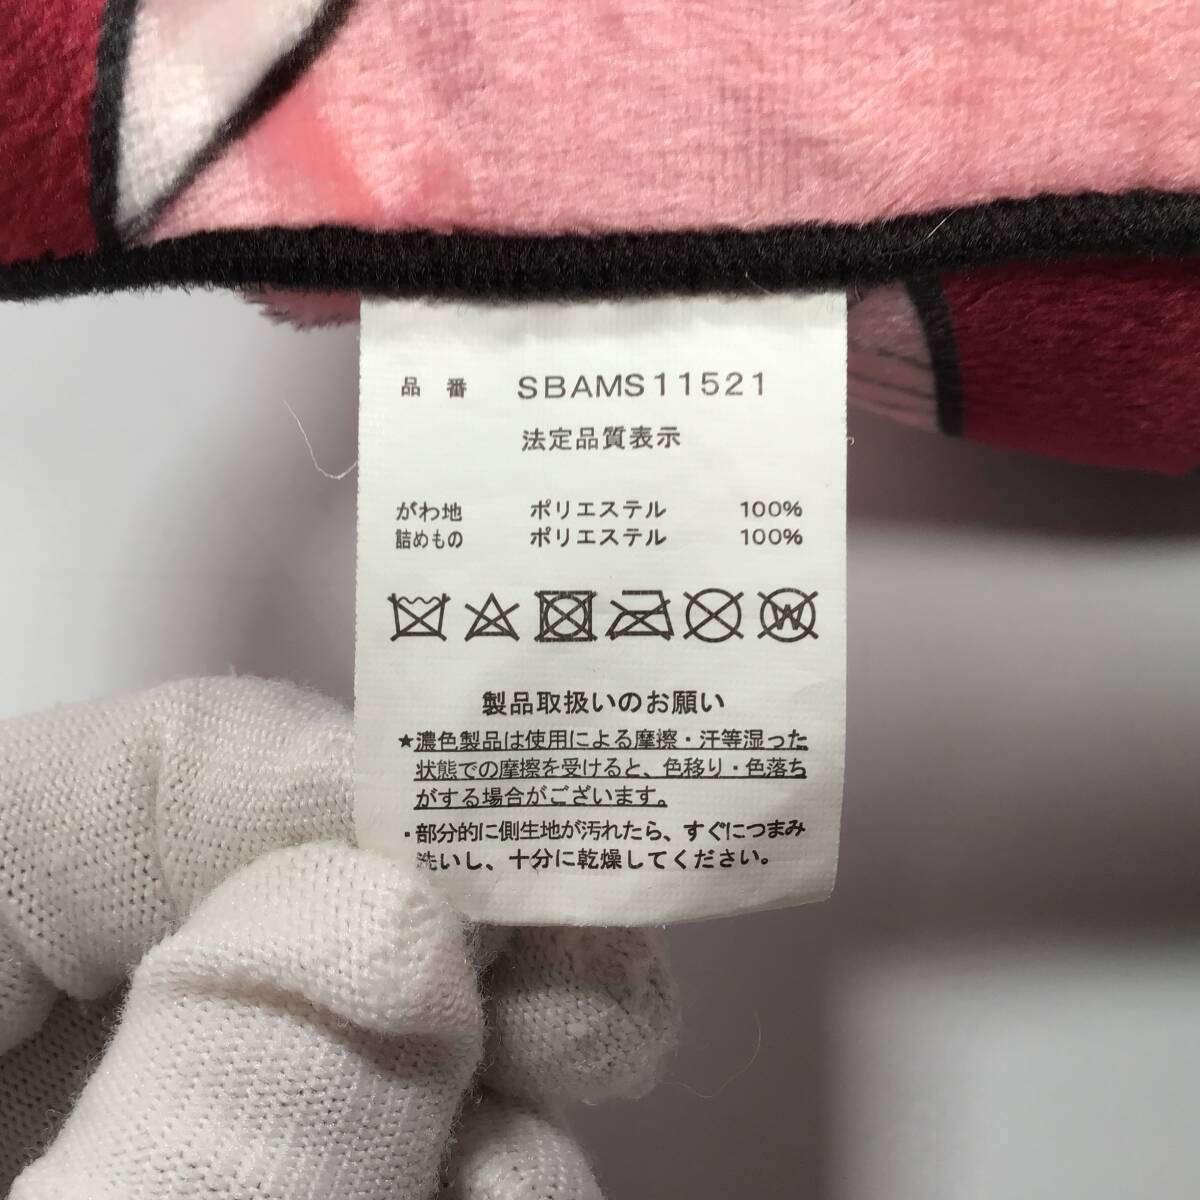 品 番 SBAMS11521
法定品質表示
がわ地 ポリエステル 100%
詰めもの ポリエステル 100%
W
製品取扱いのお願い
★濃色製品は使用による摩擦・汗等湿った
状態での摩擦を受けると、色移り・色落ち
がする場合がございます。
・部分的に側生地が汚れたら、すぐにつまみ
洗いし、十分に乾燥してください。